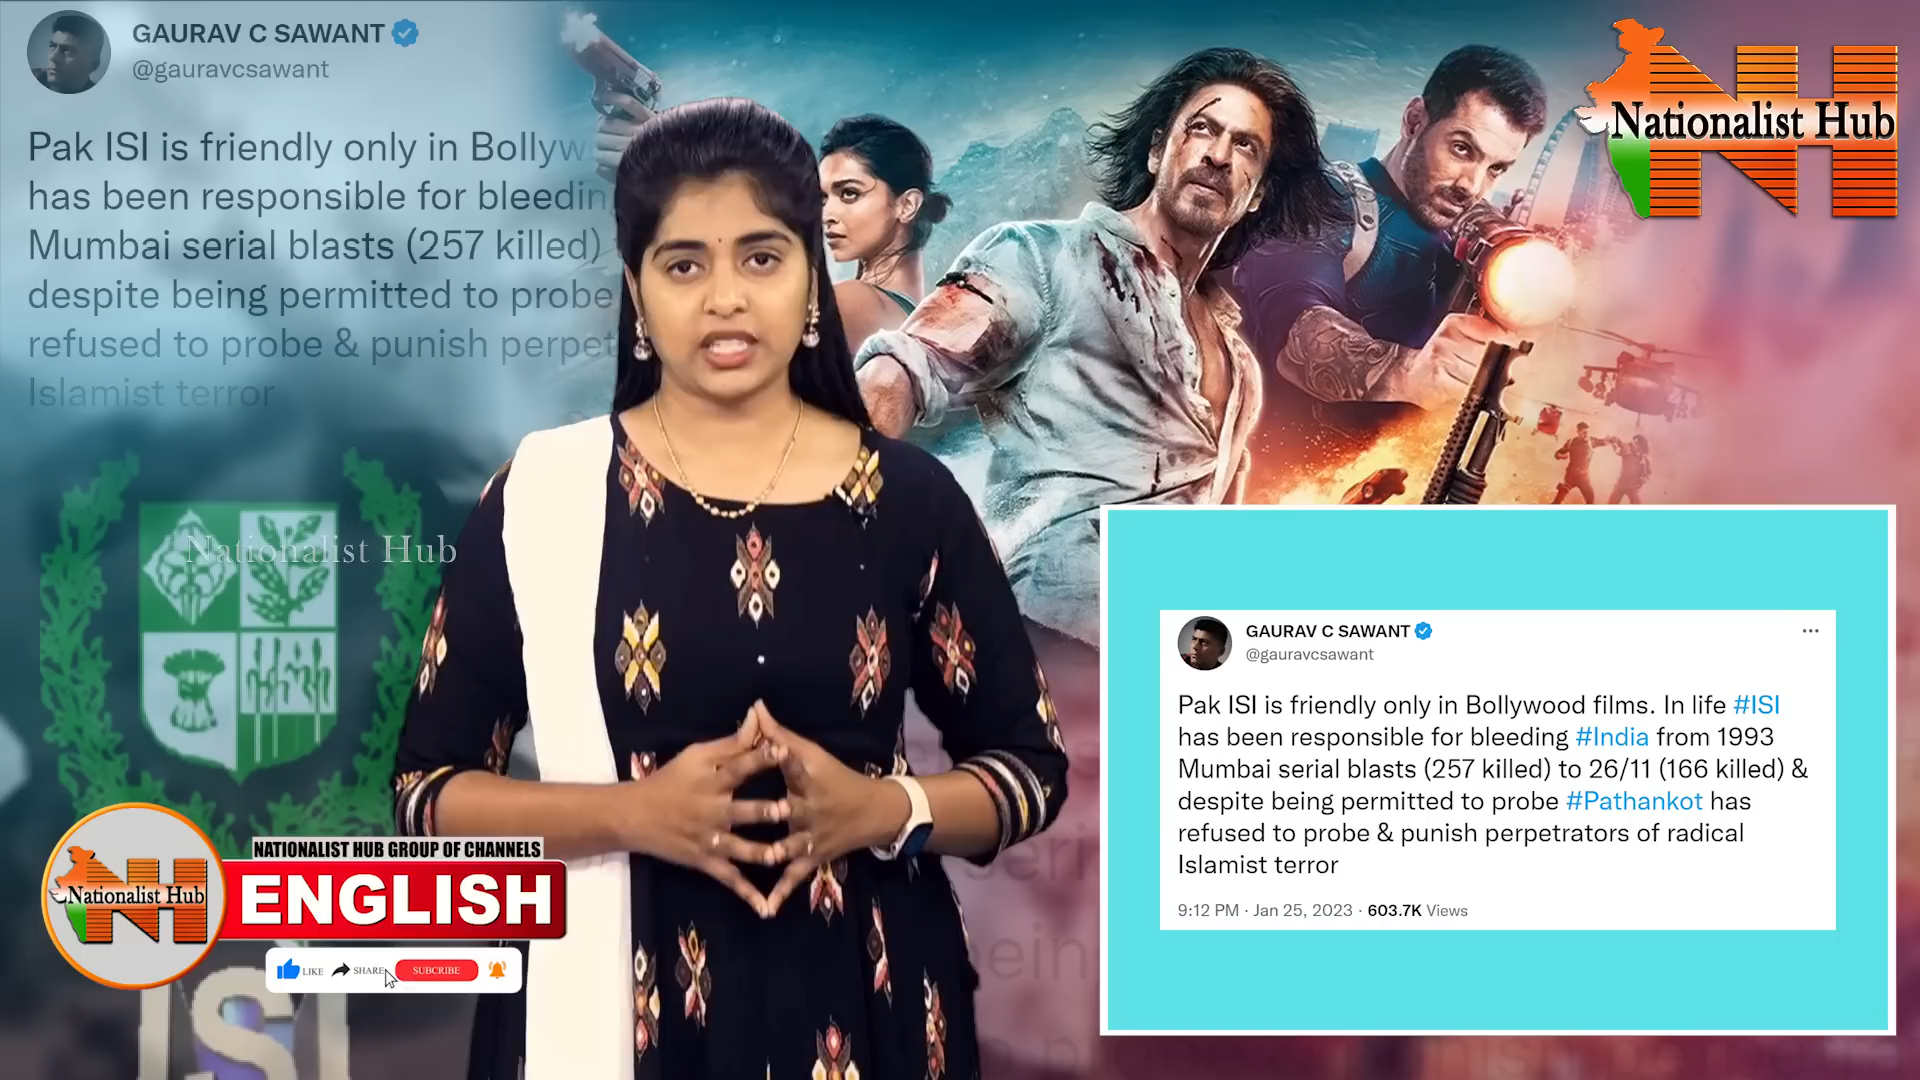 GAURAV C SAWANT
@gauravcsawant
Pak ISI is friendly only in Bollyw
has been responsible for bleedin
Mumbai serial blasts (257 killed)
despite being permitted to probe
refused to probe & punish perpet
Islamist terror
Nationalist Hub
Nationalist Hub
GAURAV C SAWANT
@gauravcsawant
Pak ISI is friendly only in Bollywood films. In life #ISI
has been responsible for bleeding #India from 1993
Mumbai serial blasts (257 killed) to 26/11 (166 killed) &
despite being permitted to probe #Pathankot has
refused to probe & punish perpetrators of radical
Islamist terror
9:12 PM · Jan 25, 2023 · 603.7K Views
NATIONALIST HUB GROUP OF CHANNELS
Nationalist Hub
ENGLISH
LIKE SHARE SUBCRIBE
ISI